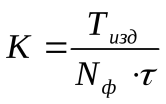 K = T_изд / N_ф · τ